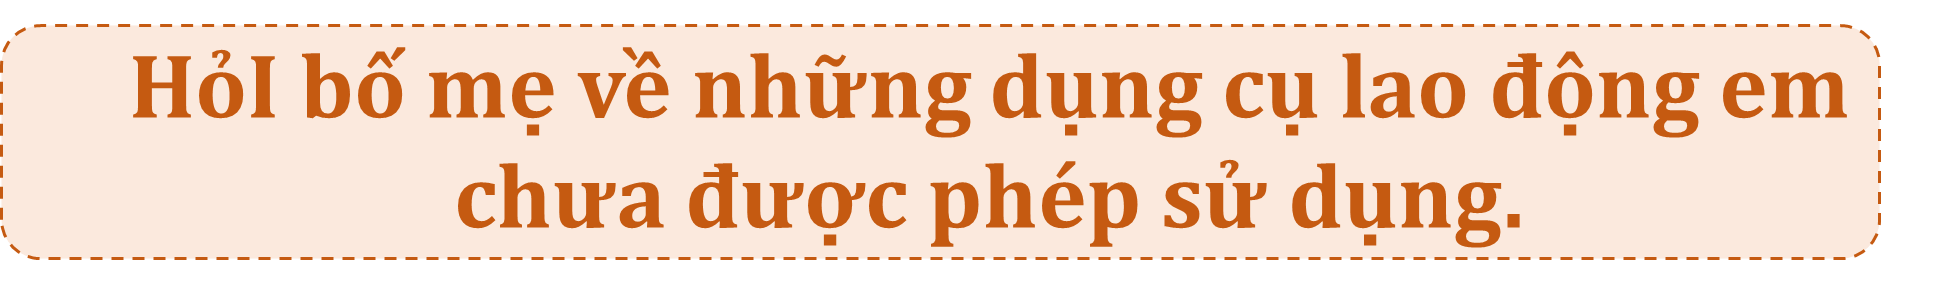 HỏI bố mẹ về những dụng cụ lao động em
chưa được phép sử dụng.